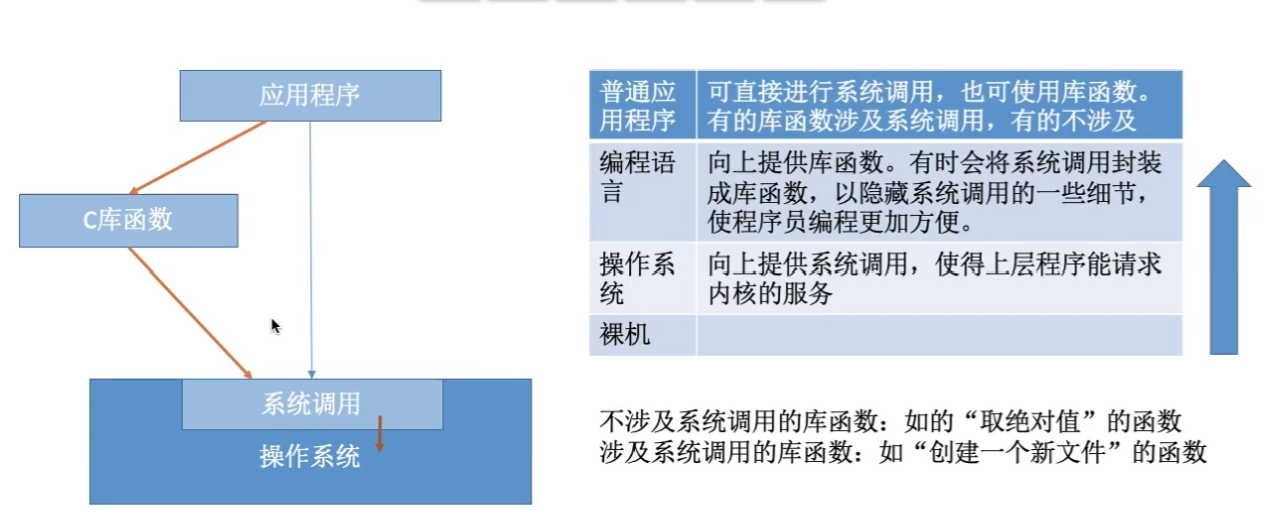 应用程序
C库函数
系统调用
操作系统
普通应
用程序
可直接进行系统调用，也可使用库函数。
有的库函数涉及系统调用，有的不涉及
编程语
言
向上提供库函数。有时会将系统调用封装
成库函数，以隐藏系统调用的一些细节，
使程序员编程更加方便。
操作系
统
向上提供系统调用，使得上层程序能请求
内核的服务
裸机
不涉及系统调用的库函数：如的“取绝对值”的函数
涉及系统调用的库函数：如“创建一个新文件”的函数